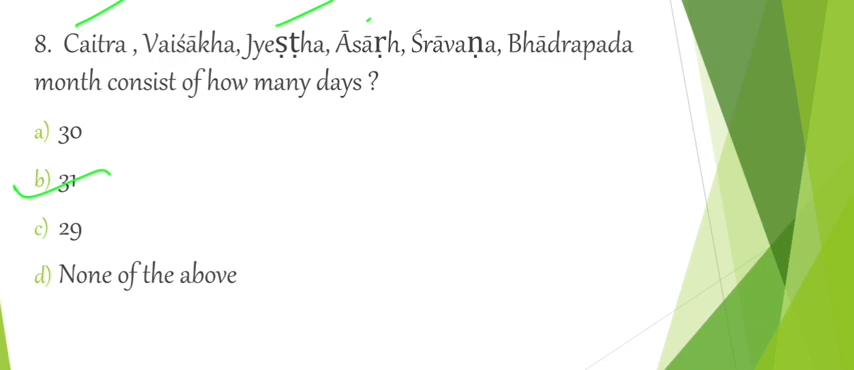 8. Caitra , Vaiśākha, Jyeṣṭha, Āsāṛh, Śrāvaṇa, Bhādrapada
month consist of how many days ?
a) 30
b) 31
c) 29
d) None of the above